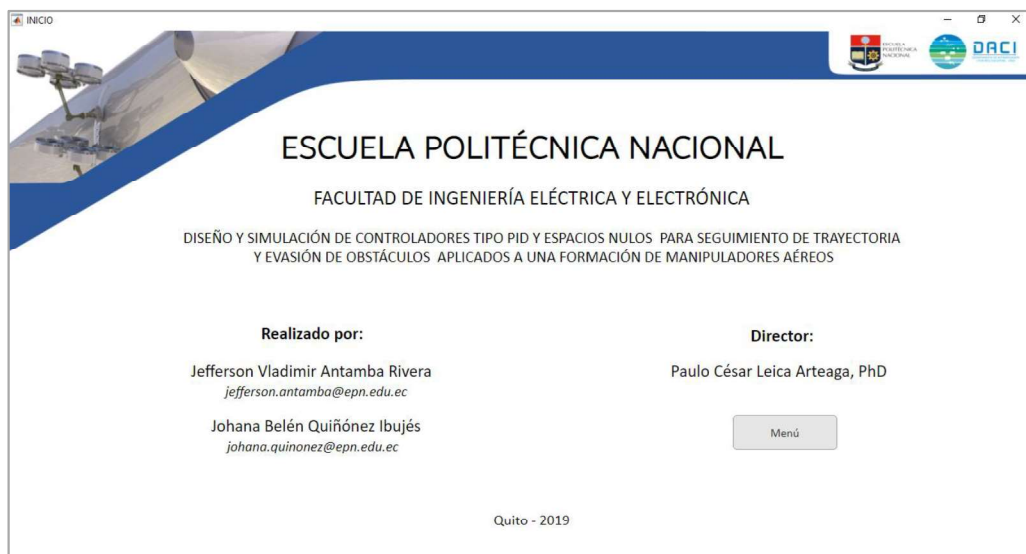 INICIO
ESCUELA
POLITÉCNICA
NACIONAL
DACI
ESCUELA POLITÉCNICA NACIONAL
FACULTAD DE INGENIERÍA ELÉCTRICA Y ELECTRÓNICA
DISEÑO Y SIMULACIÓN DE CONTROLADORES TIPO PID Y ESPACIOS NULOS PARA SEGUIMIENTO DE TRAYECTORIA
Y EVASIÓN DE OBSTÁCULOS APLICADOS A UNA FORMACIÓN DE MANIPULADORES AÉREOS
Realizado por:
Jefferson Vladimir Antamba Rivera
jefferson.antamba@epn.edu.ec
Johana Belén Quiñónez Ibujés
johana.quinonez@epn.edu.ec
Director:
Paulo César Leica Arteaga, PhD
Menú
Quito - 2019